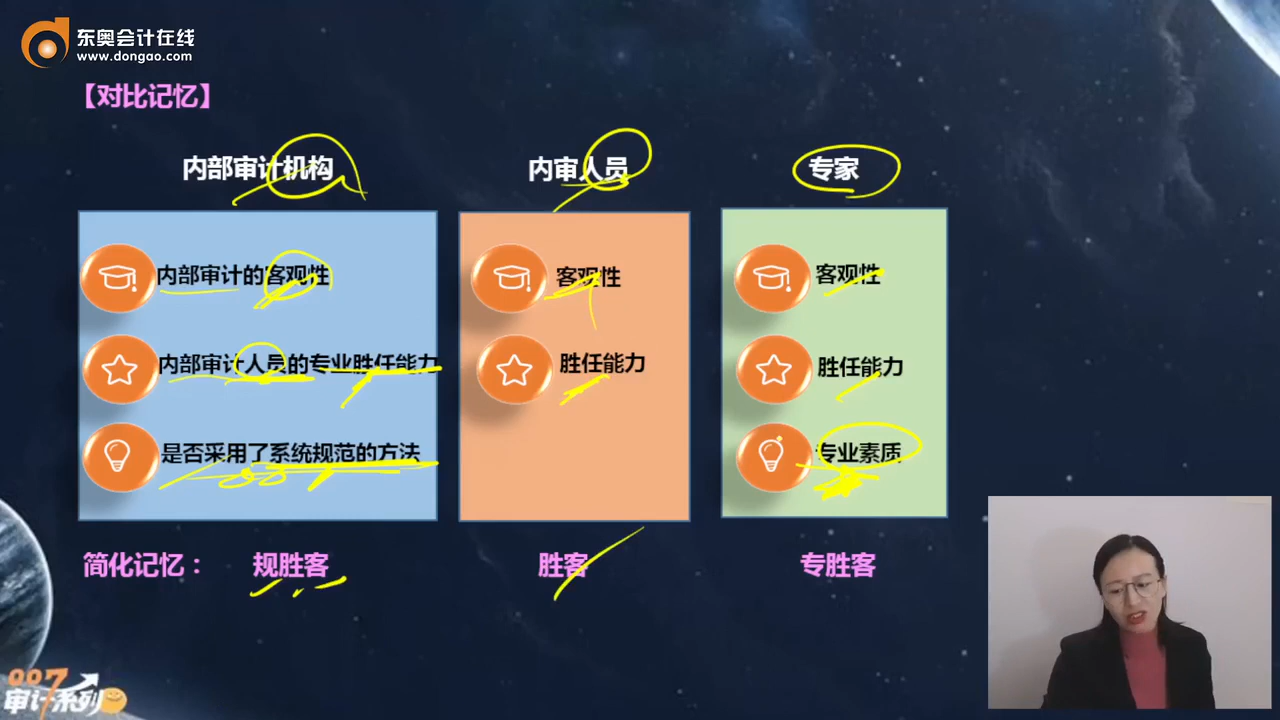 东奥会计在线
www.dongao.com
【对比记忆】
内部审计机构
内审人员
专家
内部审计的客观性
内部审计人员的专业胜任能力
是否采用了系统规范的方法
客观性
胜任能力
客观性
胜任能力
专业素质
简化记忆：
规胜客
胜客
专胜客
007
审计系列